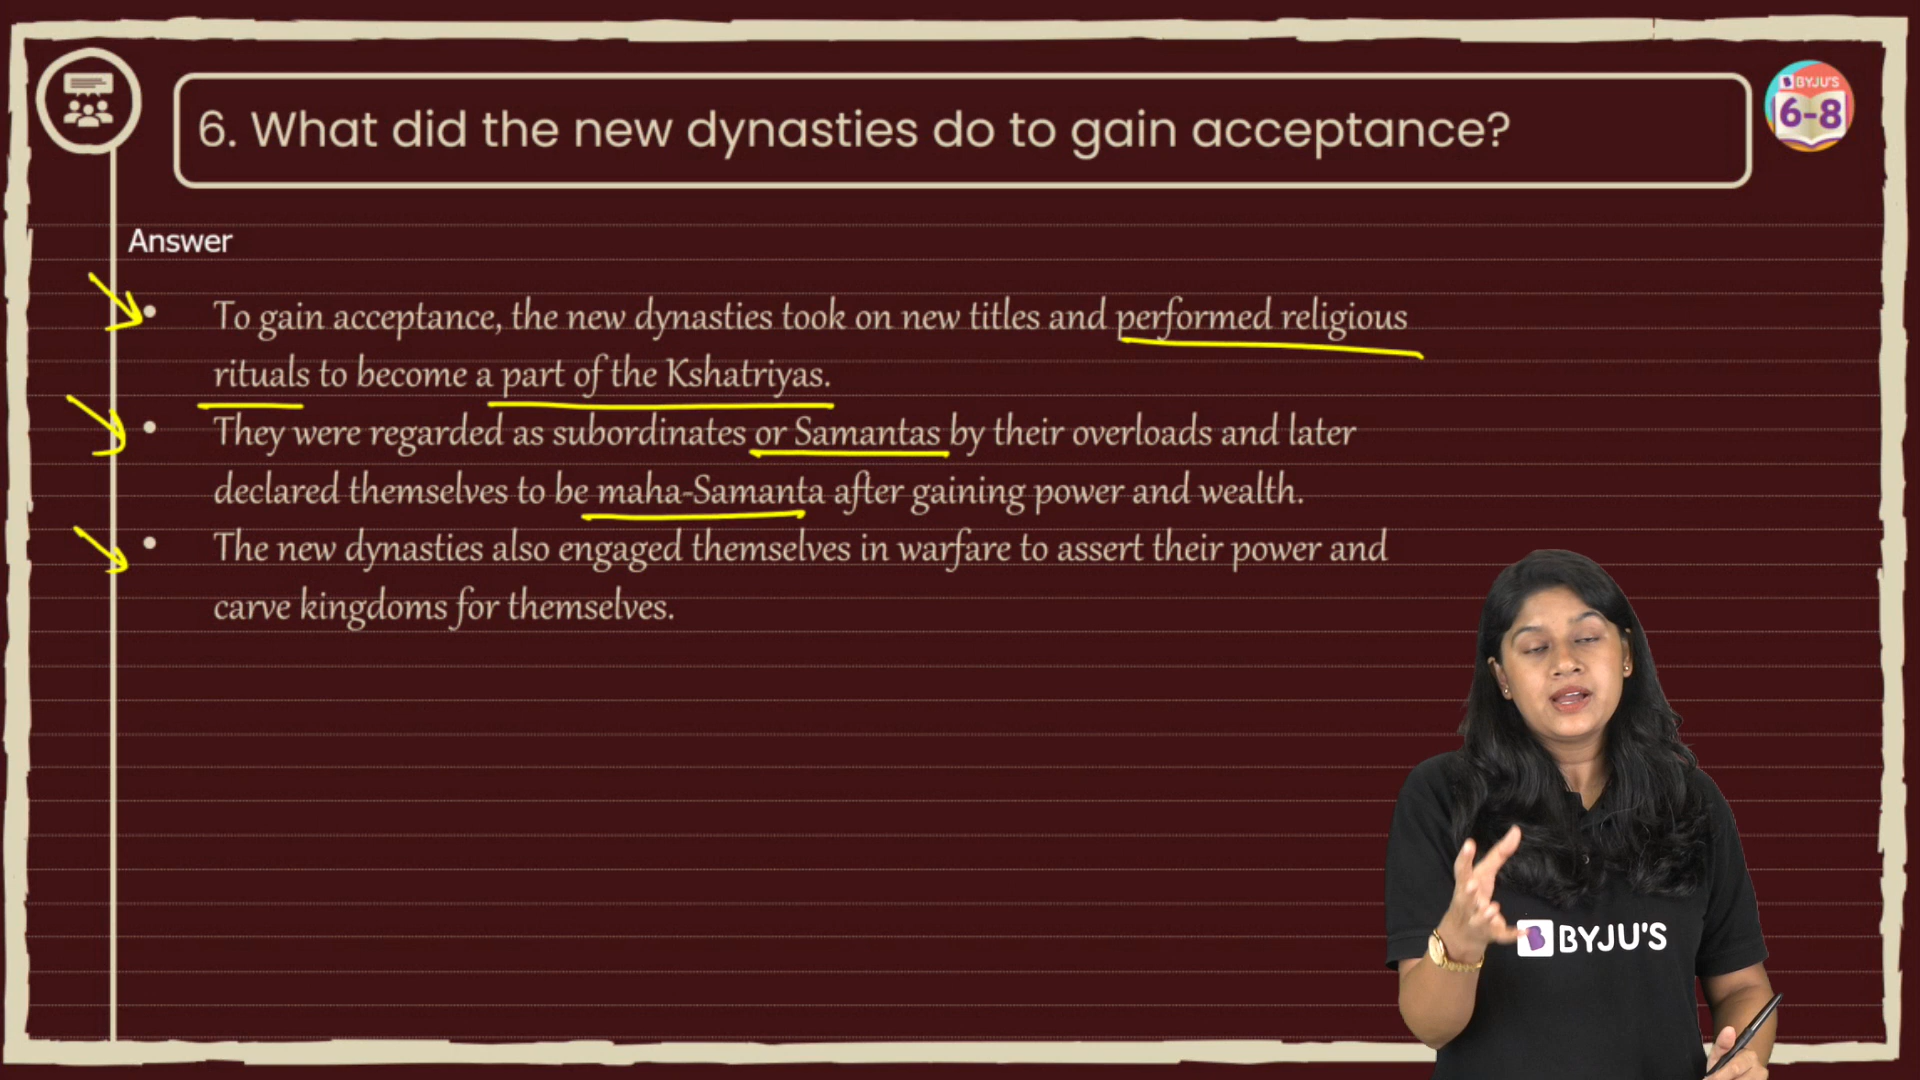 6. What did the new dynasties do to gain acceptance?
BYJU'S
6-8
Answer
• To gain acceptance, the new dynasties took on new titles and performed religious
rituals to become a part of the Kshatriyas.
• They were regarded as subordinates or Samantas by their overloads and later
declared themselves to be maha-Samanta after gaining power and wealth.
• The new dynasties also engaged themselves in warfare to assert their power and
carve kingdoms for themselves.
BYJU'S